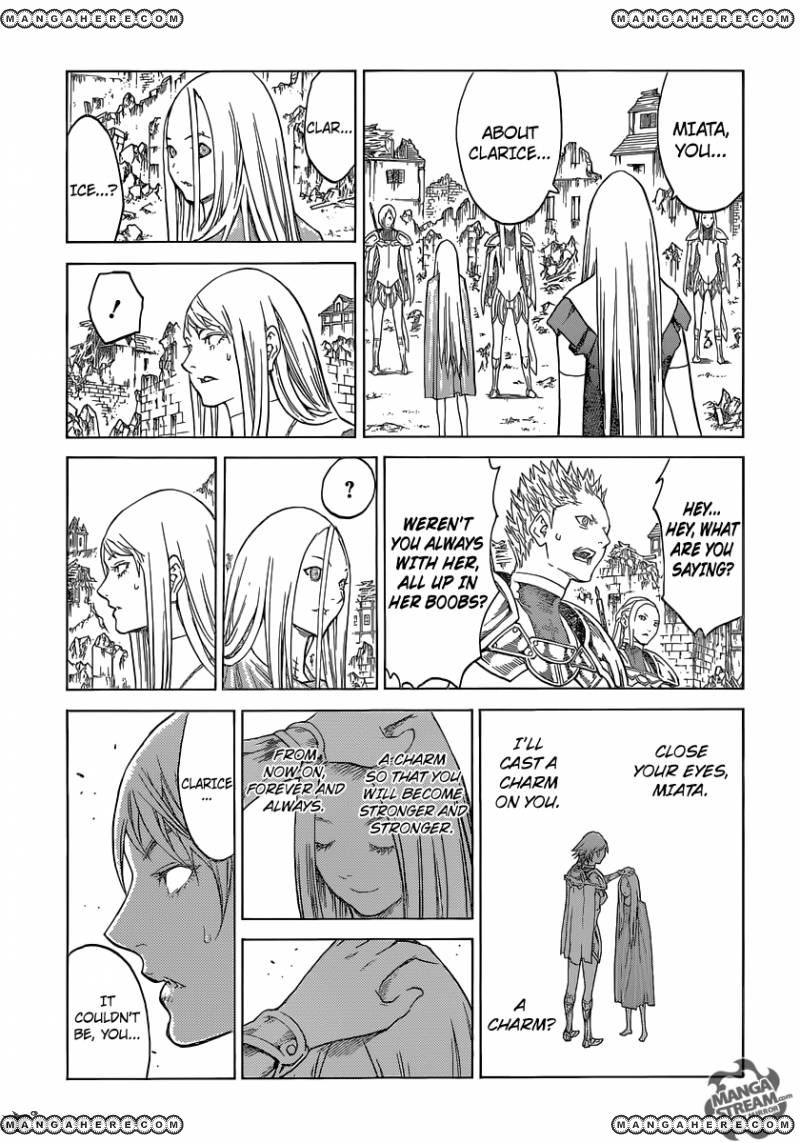 MANGAHERE.COM
MANGAHERE.COM
MIATA,
YOU...
ABOUT
CLARICE...
CLAR...
ICE...?
!
HEY...
HEY, WHAT
ARE YOU
SAYING?
WEREN'T
YOU ALWAYS
WITH HER,
ALL UP IN
HER BOOBS?
?
CLOSE
YOUR EYES,
MIATA.
I'LL
CAST A
CHARM
ON YOU.
A
CHARM?
A CHARM
SO THAT YOU
WILL BECOME
STRONGER AND
STRONGER.
FROM
NOW ON,
FOREVER AND
ALWAYS.
CLARICE
...
IT
COULDN'T
BE, YOU...
MANGA
STREAM
.COM
MANGAHERE.COM
MANGAHERE.COM